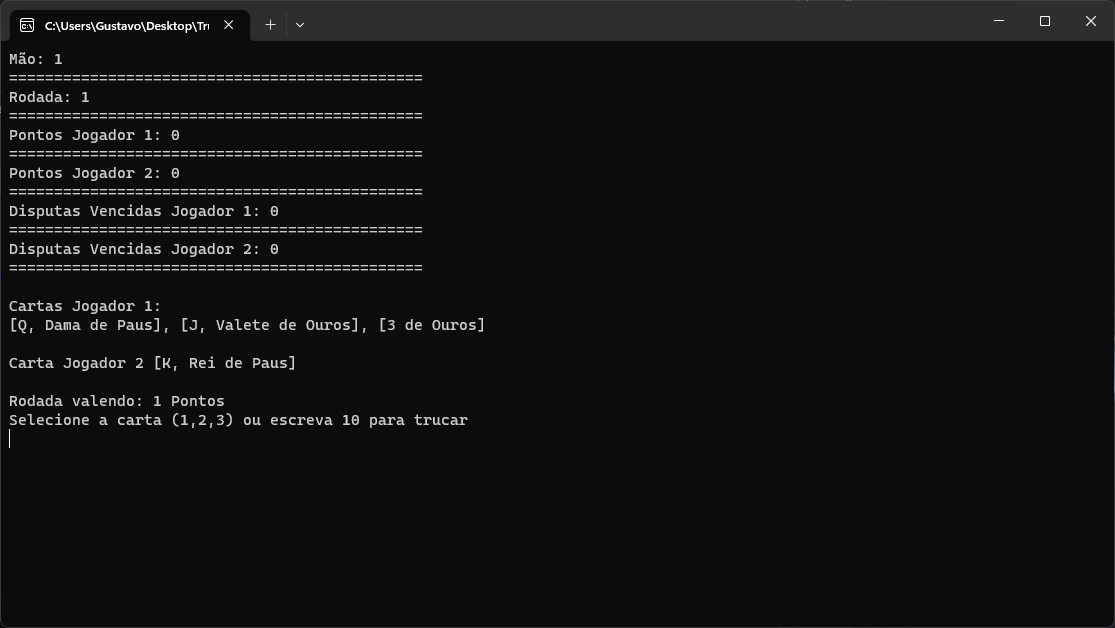 C:\Users\Gustavo\Desktop\Tru
Mão: 1
==============================================
Rodada: 1
==============================================
Pontos Jogador 1: 0
==============================================
Pontos Jogador 2: 0
==============================================
Disputas Vencidas Jogador 1: 0
==============================================
Disputas Vencidas Jogador 2: 0
==============================================
Cartas Jogador 1:
[Q, Dama de Paus], [J, Valete de Ouros], [3 de Ouros]
Carta Jogador 2 [K, Rei de Paus]
Rodada valendo: 1 Pontos
Selecione a carta (1,2,3) ou escreva 10 para trucar